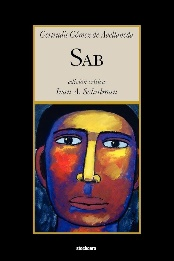 Gertrudis Gómez de Avellaneda
SAB
edición crítica
Ivan A. Schulman
stockcero